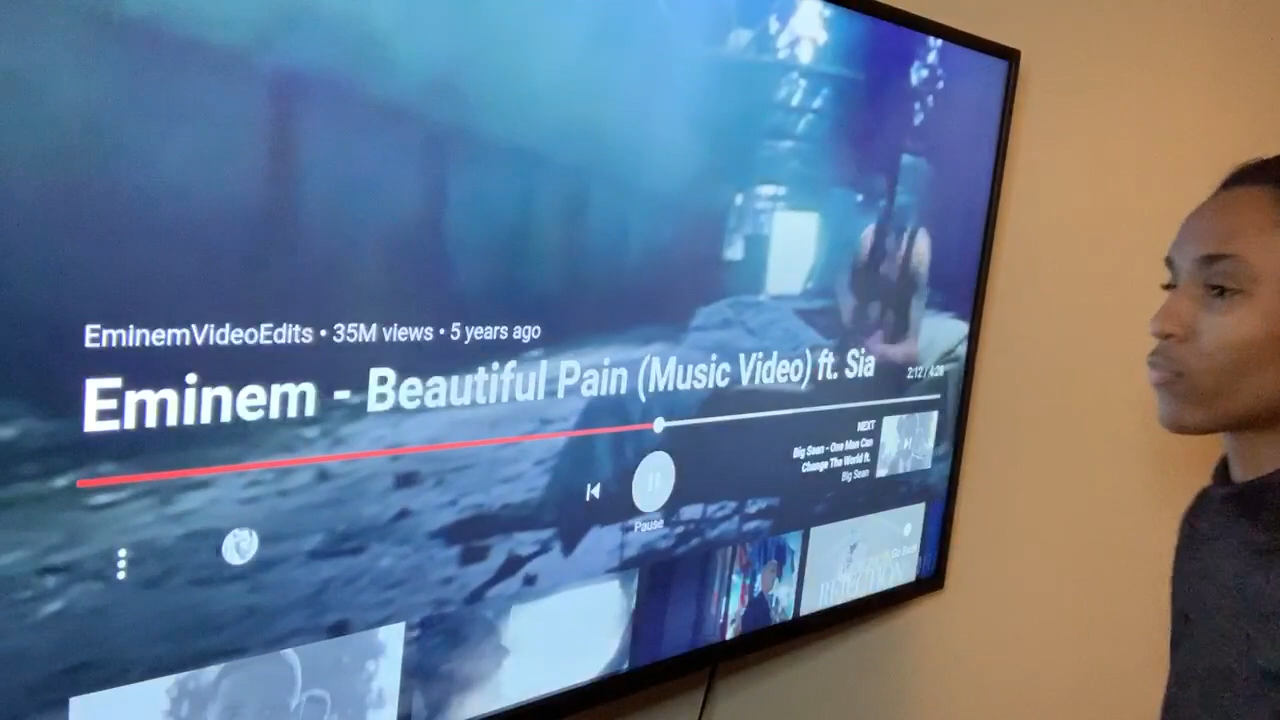 EminemVideoEdits • 35M views • 5 years ago
Eminem - Beautiful Pain (Music Video) ft. Sia
2:12 / 4:28
NEXT
Big Sean - One Man Can
Change The World ft.
Big Sean
Pause